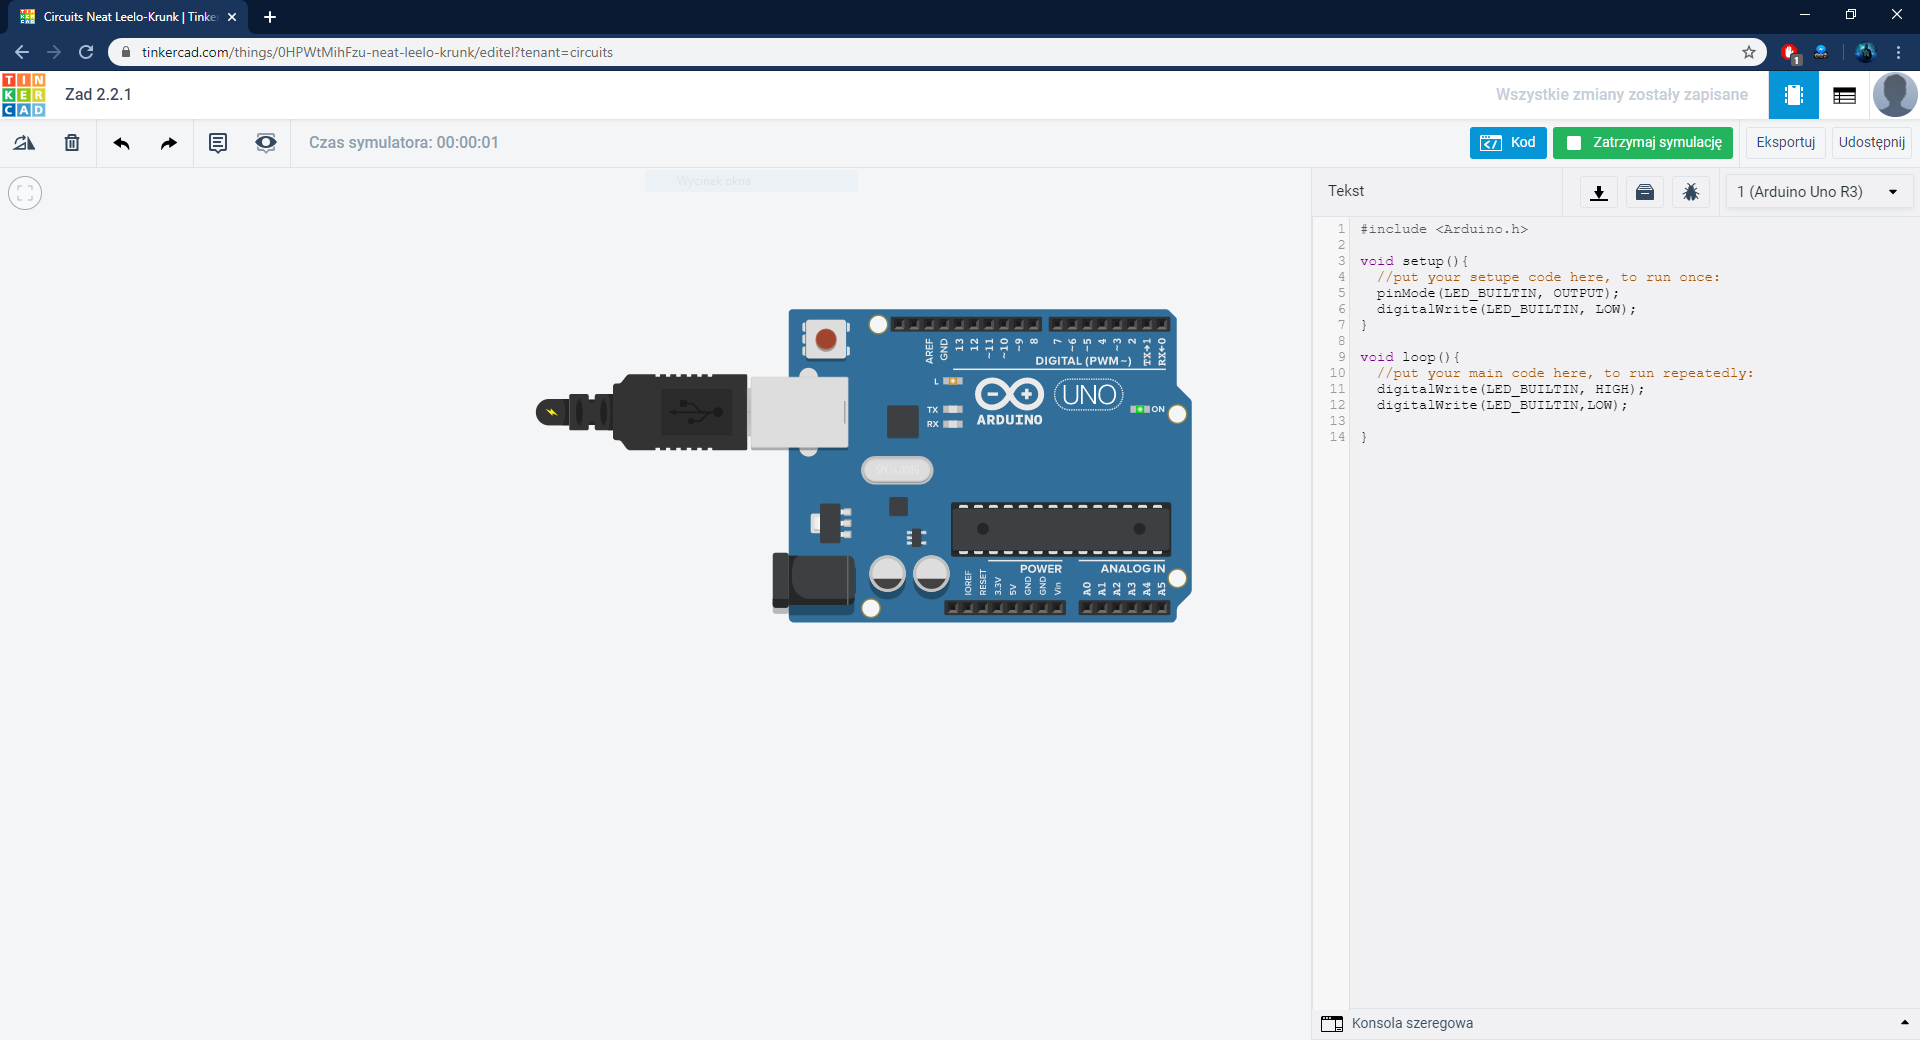 Circuits Neat Leelo-Krunk | Tinke
tinkercad.com/things/0HPWtMihFzu-neat-leelo-krunk/editel?tenant=circuits
1
TIN
KER
CAD
Zad 2.2.1
Wszystkie zmiany zostały zapisane
Czas symulatora: 00:00:01
Kod
Zatrzymaj symulację
Eksportuj
Udostępnij
Wycinek okna
Tekst
1 (Arduino Uno R3)
1 #include <Arduino.h>
2
3 void setup(){
4 //put your setupe code here, to run once:
5 pinMode(LED_BUILTIN, OUTPUT);
6 digitalWrite(LED_BUILTIN, LOW);
7 }
8
9 void loop(){
10 //put your main code here, to run repeatedly:
11 digitalWrite(LED_BUILTIN, HIGH);
12 digitalWrite(LED_BUILTIN,LOW);
13
14 }
AREF GND 13 12 ~11 ~10 ~9 8 7 ~6 ~5 4 ~3 2 TX→1 RX←0
DIGITAL (PWM~)
L
TX
RX
ARDUINO
UNO
ON
POWER
ANALOG IN
IOREF RESET 3.3V 5V GND GND Vin A0 A1 A2 A3 A4 A5
Konsola szeregowa